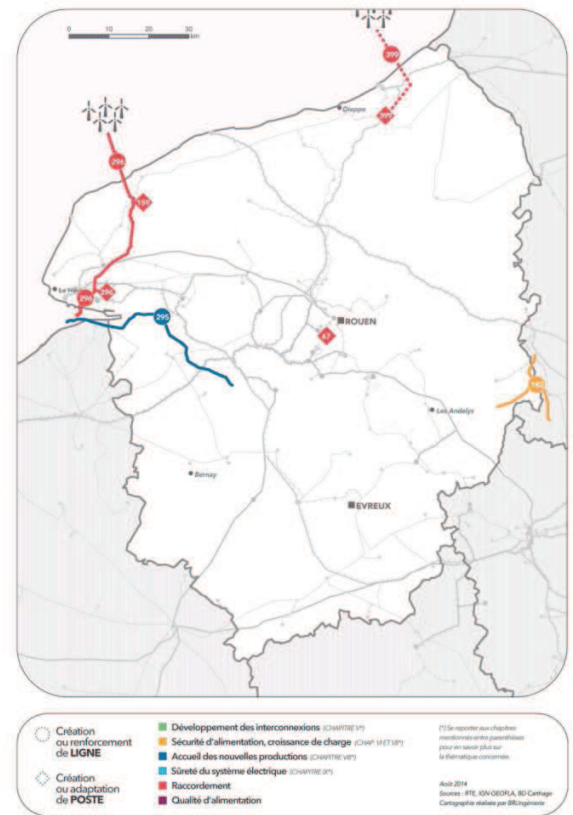 0 10 20 30 km
399
Dieppe
399
296
159
Le Havre
296
296
295
ROUEN
67
Les Andelys
Bernay
EVREUX
Création
ou renforcement
de LIGNE
Création
ou adaptation
de POSTE
Développement des interconnexions (CHAPITRE V*)
Sécurité d'alimentation, croissance de charge (CHAP. VI ET VII*)
Accueil des nouvelles productions (CHAPITRE VIII*)
Sûreté du système électrique (CHAPITRE IX*)
Raccordement
Qualité d'alimentation
(*) Se reporter aux chapitres
mentionnés entre parenthèses
pour en savoir plus sur
la thématique concernée.
Août 2014
Sources : RTE, IGN GEOFLA, BD Carthage
Cartographie réalisée par BRLingénierie